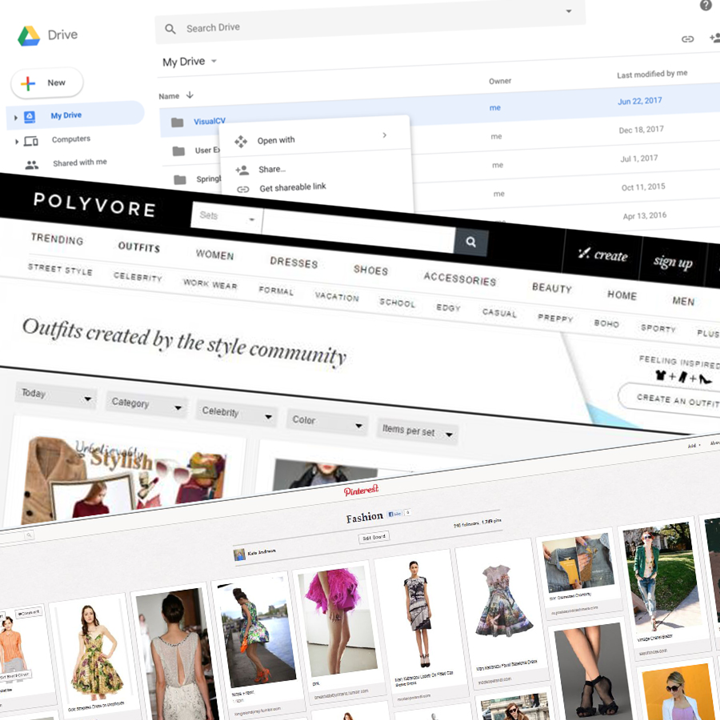 Drive
Search Drive
New
My Drive
My Drive
Computers
Shared with me
Name
Owner
Last modified by me
VisualCV
me
Jun 22, 2017
User Ex
me
Dec 18, 2017
Springb
me
Jul 1, 2017
me
Oct 11, 2015
Apr 13, 2016
Open with
Share...
Get shareable link
POLYVORE
Sets
create
sign up
TRENDING OUTFITS WOMEN DRESSES SHOES ACCESSORIES BEAUTY HOME MEN
STREET STYLE CELEBRITY WORK WEAR FORMAL VACATION SCHOOL EDGY CASUAL PREPPY BOHO SPORTY PLUS
Outfits created by the style community
FEELING INSPIRED
CREATE AN OUTFIT
Today
Category
Celebrity
Color
Items per set
Unbelievably
Stylish
Pinterest
Add +
Fashion
Edit Board